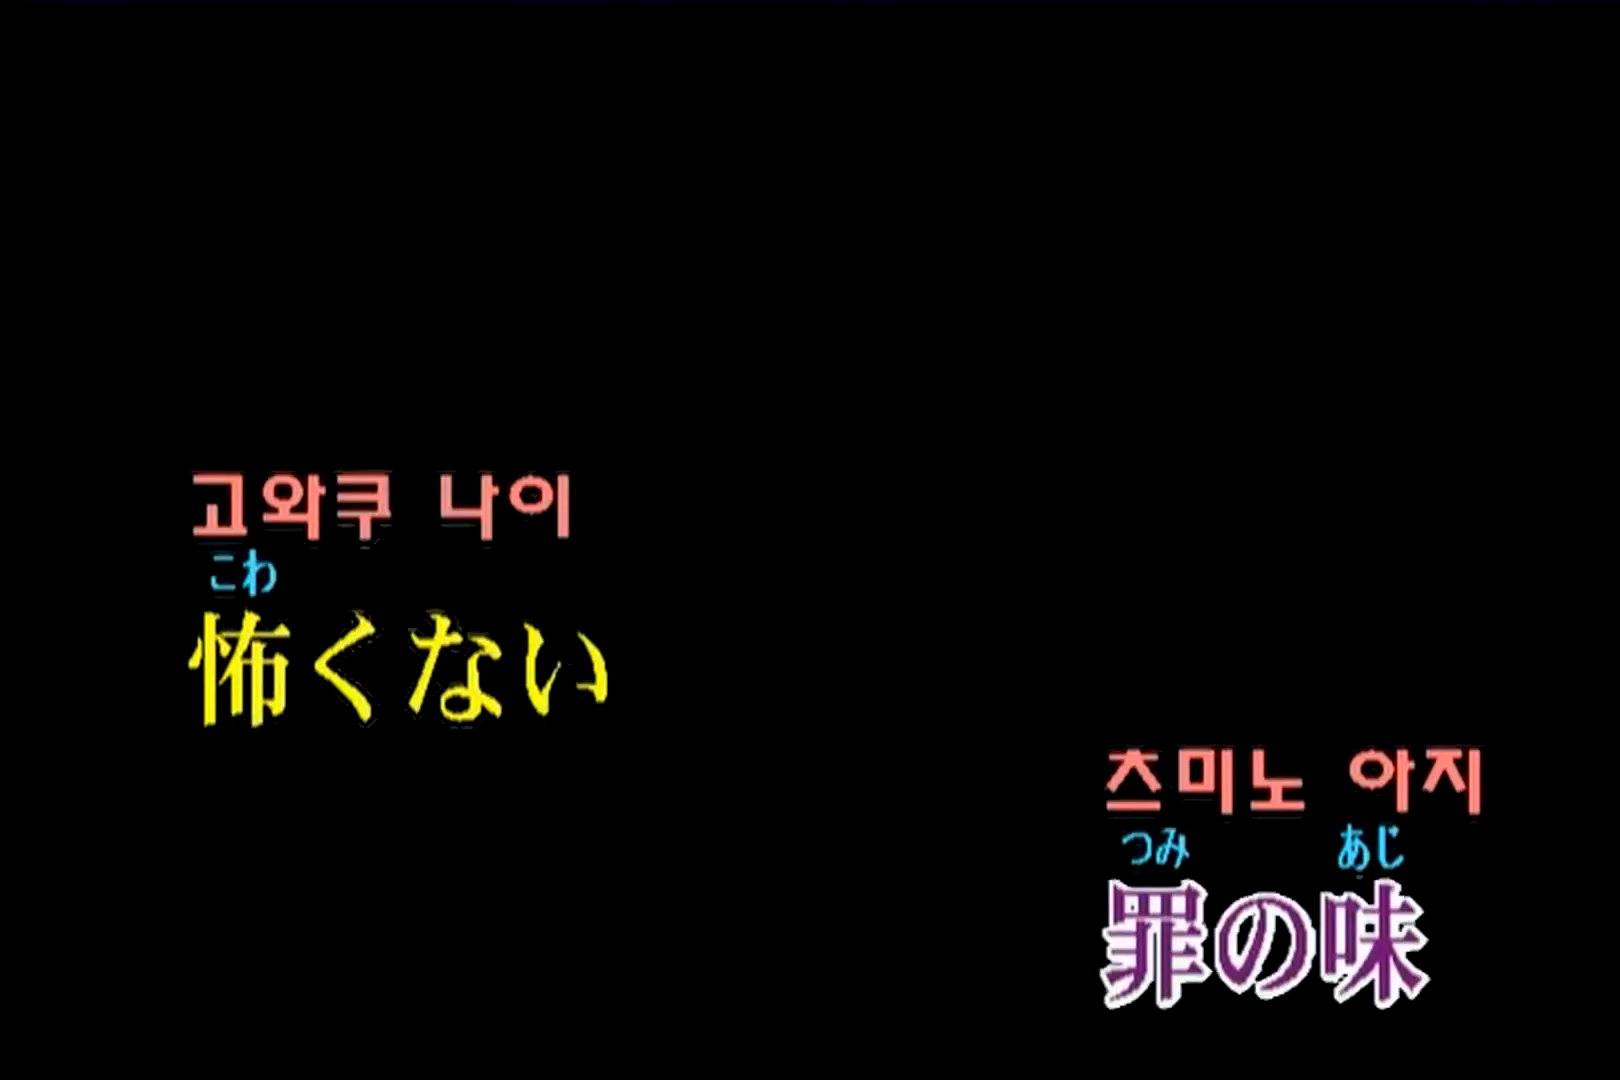 고와쿠 나이
こわ
怖くない
츠미노 아지
つみ あじ
罪の味